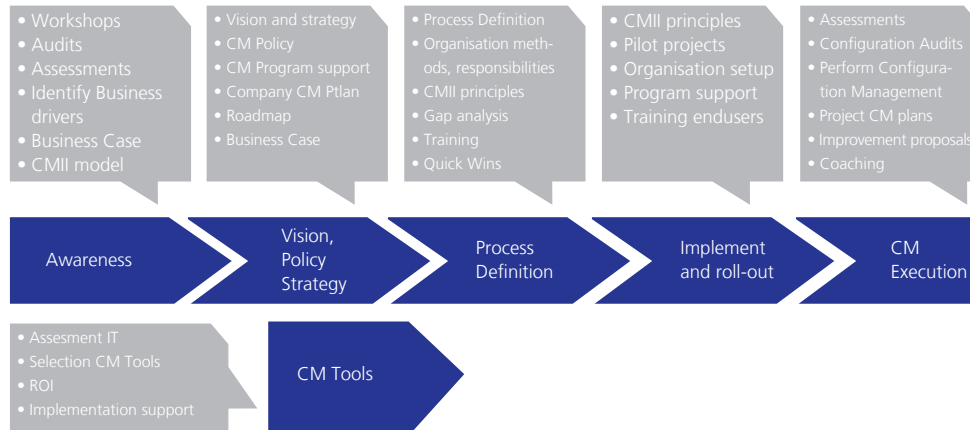 • Workshops
• Audits
• Assessments
• Identify Business
drivers
• Business Case
• CMII model
• Vision and strategy
• CM Policy
• CM Program support
• Company CM Ptlan
• Roadmap
• Business Case
• Process Definition
• Organisation meth-
ods, responsibilities
• CMII principles
• Gap analysis
• Training
• Quick Wins
• CMII principles
• Pilot projects
• Organisation setup
• Program support
• Training endusers
• Assessments
• Configuration Audits
• Perform Configura-
tion Management
• Project CM plans
• Improvement proposals
• Coaching
Awareness
Vision,
Policy
Strategy
Process
Definition
Implement
and roll-out
CM
Execution
• Assesment IT
• Selection CM Tools
• ROI
• Implementation support
CM Tools